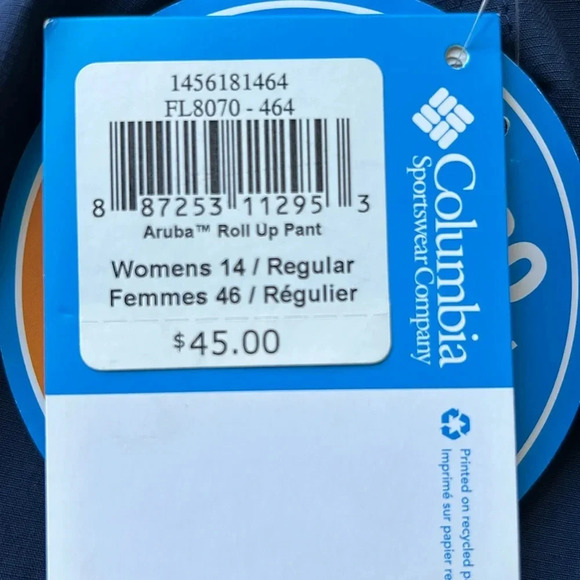 1456181464
FL8070 - 464
8 87253 11295 3
Aruba™ Roll Up Pant
Womens 14 / Regular
Femmes 46 / Régulier
$45.00
Columbia
Sportswear Company
Printed on recycled
Imprimé sur papier